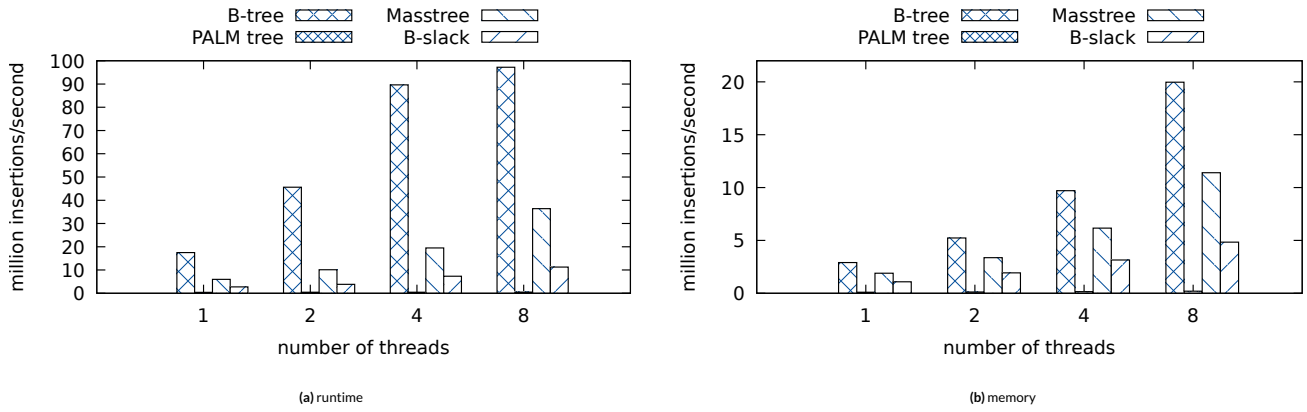 B-tree Masstree
PALM tree B-slack
100
90
80
70
60
50
40
30
20
10
0
million insertions/second
1 2 4 8
number of threads
(a) runtime
B-tree Masstree
PALM tree B-slack
20
15
10
5
0
million insertions/second
1 2 4 8
number of threads
(b) memory